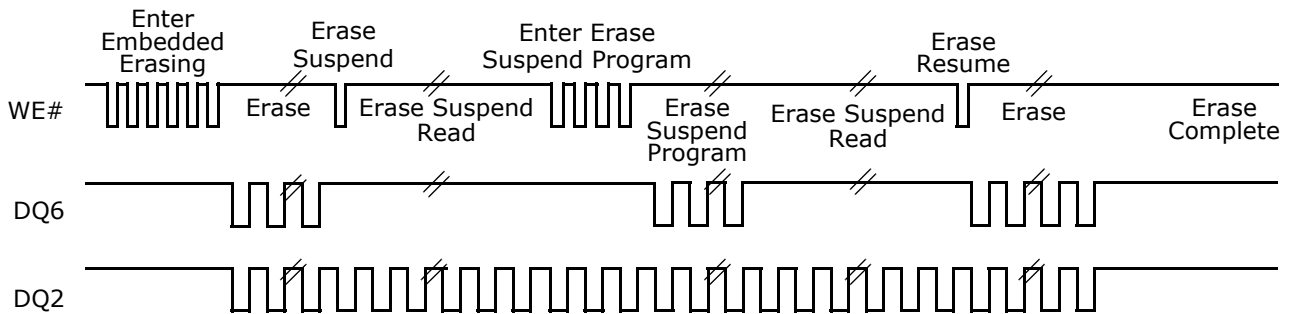 Enter
Embedded
Erasing
Erase
Suspend
Enter Erase
Suspend Program
Erase
Resume
WE#
Erase
Erase Suspend
Read
Erase
Suspend
Program
Erase Suspend
Read
Erase
Erase
Complete
DQ6
DQ2